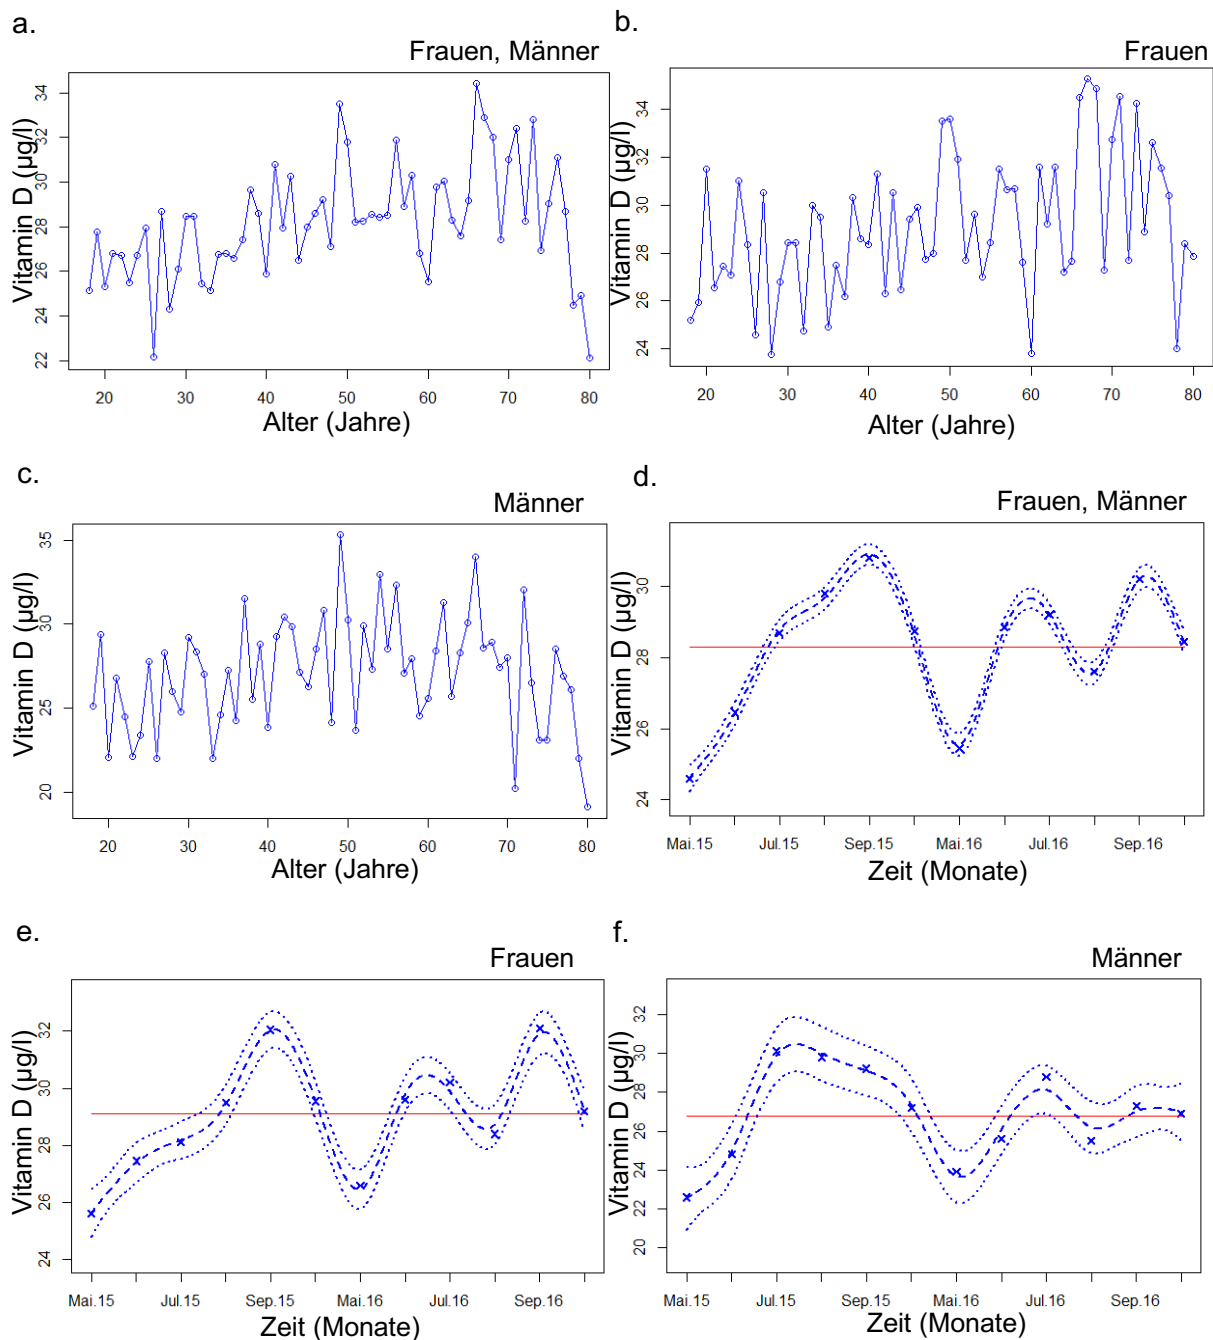 a.
Frauen, Männer
Vitamin D (µg/l)
22 24 26 28 30 32 34
20 30 40 50 60 70 80
Alter (Jahre)
b.
Frauen
Vitamin D (µg/l)
24 26 28 30 32 34
20 30 40 50 60 70 80
Alter (Jahre)
c.
Männer
Vitamin D (µg/l)
20 25 30 35
20 30 40 50 60 70 80
Alter (Jahre)
d.
Frauen, Männer
Vitamin D (µg/l)
24 26 28 30
Mai.15 Jul.15 Sep.15 Mai.16 Jul.16 Sep.16
Zeit (Monate)
e.
Frauen
Vitamin D (µg/l)
24 26 28 30 32
Mai.15 Jul.15 Sep.15 Mai.16 Jul.16 Sep.16
Zeit (Monate)
f.
Männer
Vitamin D (µg/l)
20 22 24 26 28 30 32
Mai.15 Jul.15 Sep.15 Mai.16 Jul.16 Sep.16
Zeit (Monate)